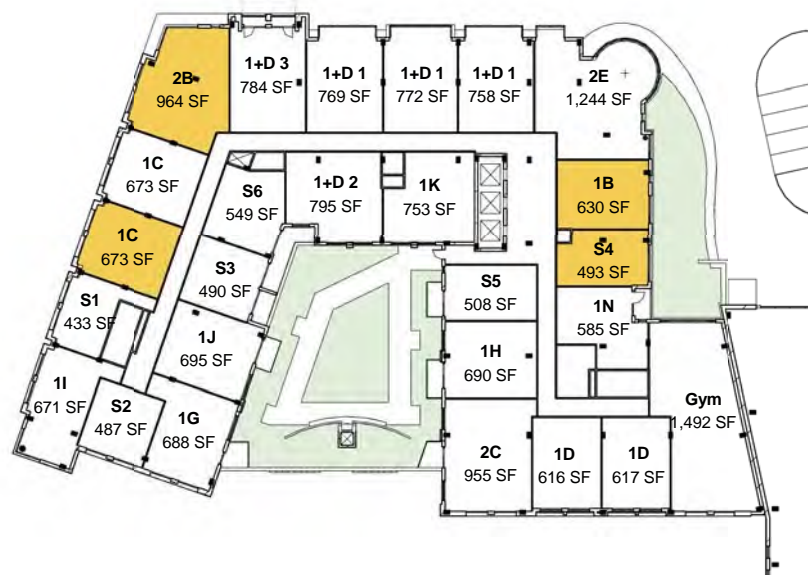 2B
964 SF
1+D 3
784 SF
1+D 1
769 SF
1+D 1
772 SF
1+D 1
758 SF
2E
1,244 SF
1C
673 SF
S6
549 SF
1+D 2
795 SF
1K
753 SF
1B
630 SF
1C
673 SF
S4
493 SF
S3
490 SF
S5
508 SF
S1
433 SF
1N
585 SF
1J
695 SF
1H
690 SF
1I
671 SF
S2
487 SF
1G
688 SF
Gym
1,492 SF
2C
955 SF
1D
616 SF
1D
617 SF